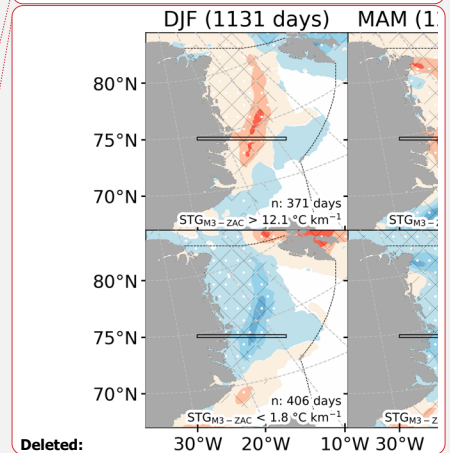 DJF (1131 days) MAM (1
80°N
75°N
70°N
n: 371 days
STG_M3−ZAC > 12.1 °C km⁻¹ STG_M3−Z
80°N
75°N
70°N
n: 406 days
STG_M3−ZAC < 1.8 °C km⁻¹ STG_M3−Z
Deleted: 30°W 20°W 10°W 30°W